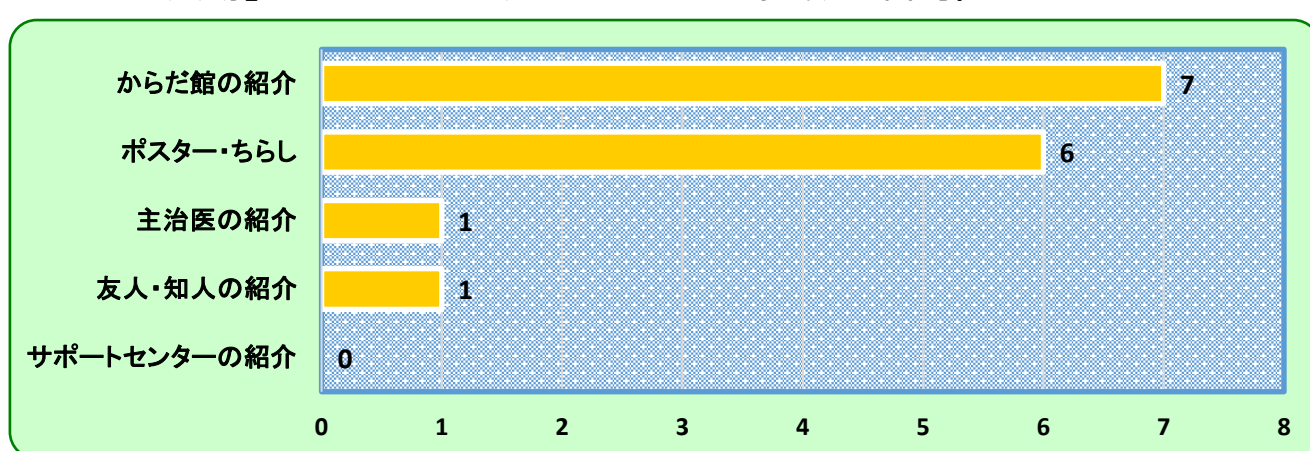 からだ館の紹介 7
ポスター・ちらし 6
主治医の紹介 1
友人・知人の紹介 1
サポートセンターの紹介 0
0 1 2 3 4 5 6 7 8